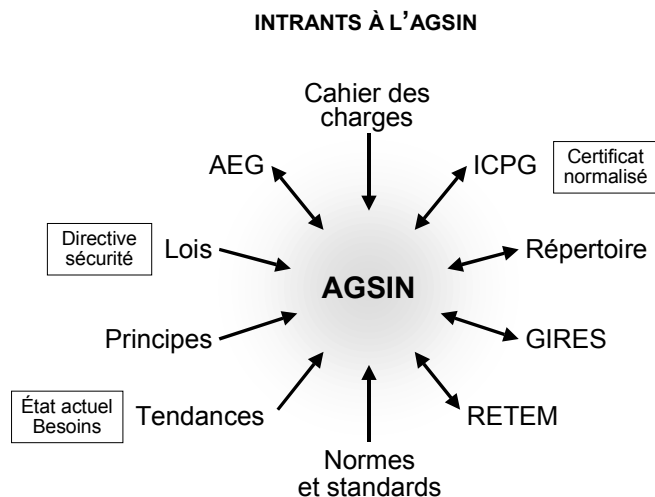 INTRANTS À L'AGSIN
Cahier des
charges
AEG
ICPG
Certificat
normalisé
Directive
sécurité
Lois
Répertoire
AGSIN
Principes
GIRES
État actuel
Besoins
Tendances
RETEM
Normes
et standards